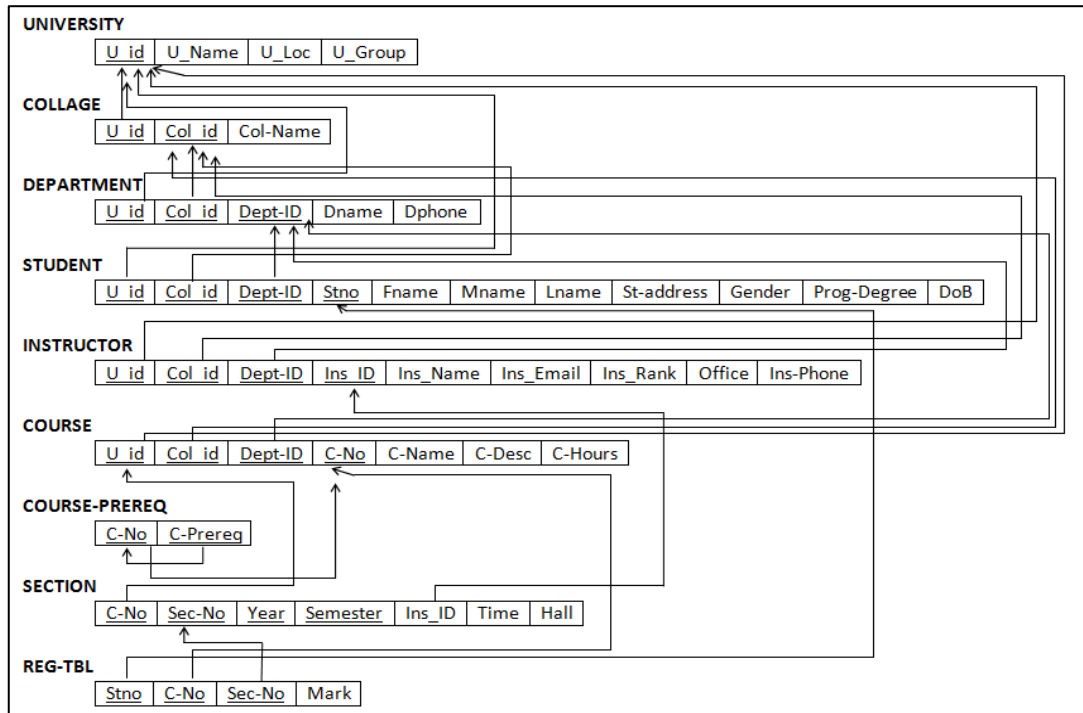 UNIVERSITY
U_id U_Name U_Loc U_Group
COLLAGE
U_id Col_id Col-Name
DEPARTMENT
U_id Col_id Dept-ID Dname Dphone
STUDENT
U_id Col_id Dept-ID Stno Fname Mname Lname St-address Gender Prog-Degree DoB
INSTRUCTOR
U_id Col_id Dept-ID Ins_ID Ins_Name Ins_Email Ins_Rank Office Ins-Phone
COURSE
U_id Col_id Dept-ID C-No C-Name C-Desc C-Hours
COURSE-PREREQ
C-No C-Prereq
SECTION
C-No Sec-No Year Semester Ins_ID Time Hall
REG-TBL
Stno C-No Sec-No Mark